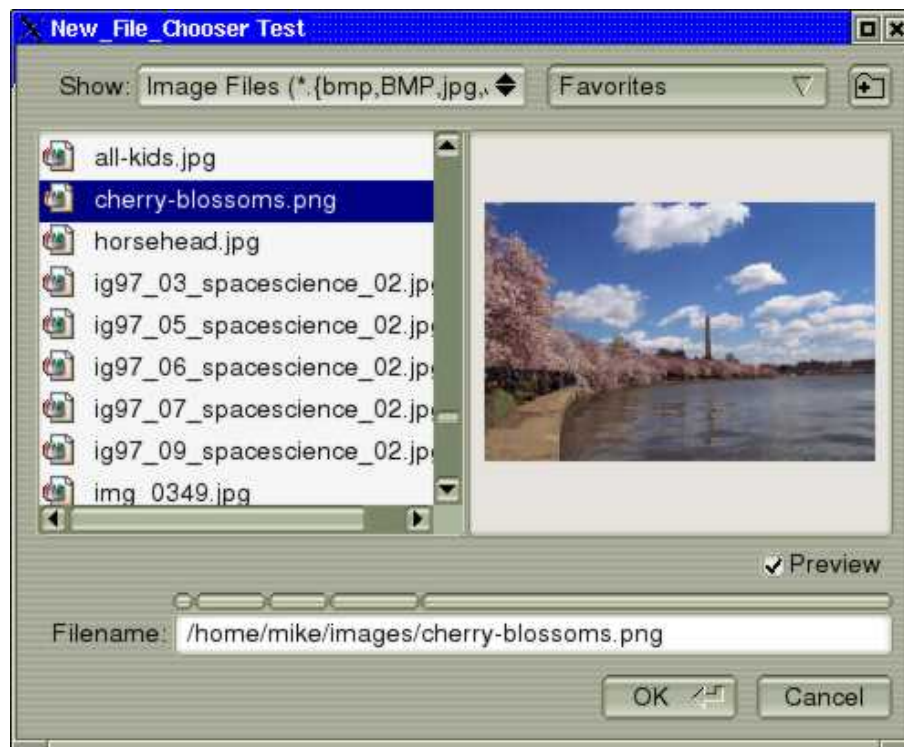 New_File_Chooser Test
Show: Image Files (*.{bmp,BMP,jpg, Favorites
all-kids.jpg
cherry-blossoms.png
horsehead.jpg
ig97_03_spacescience_02.jp
ig97_05_spacescience_02.jp
ig97_06_spacescience_02.jp
ig97_07_spacescience_02.jp
ig97_09_spacescience_02.jp
img_0349.jpg
Preview
Filename: /home/mike/images/cherry-blossoms.png
OK Cancel